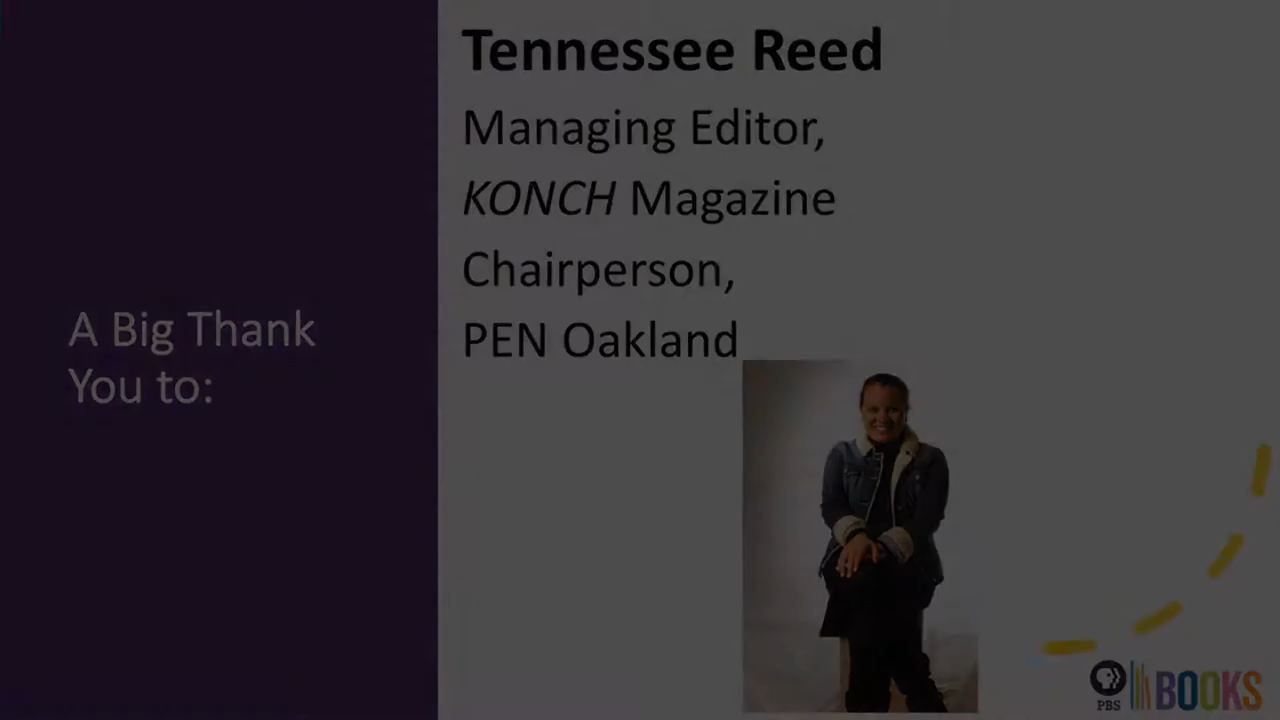 A Big Thank
You to:
Tennessee Reed
Managing Editor,
KONCH Magazine
Chairperson,
PEN Oakland
PBS
BOOKS